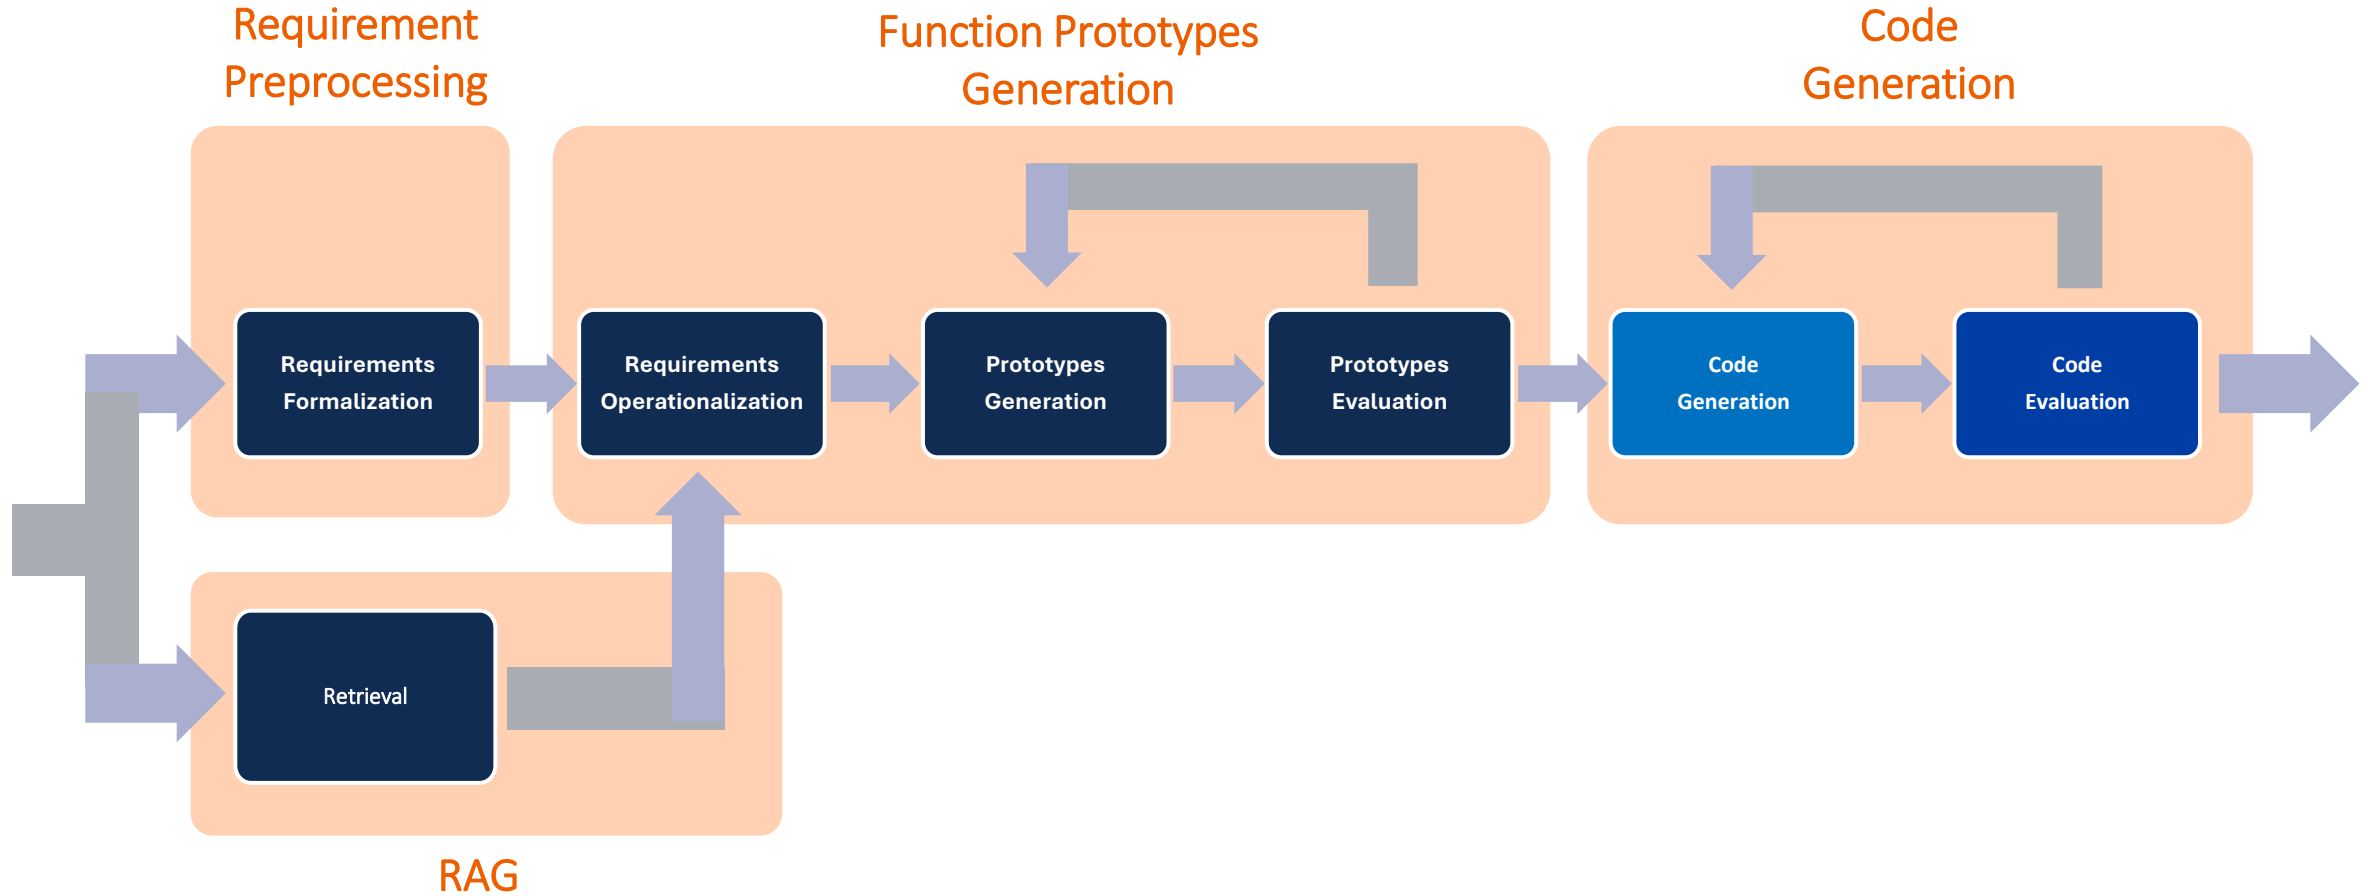 Requirement
Preprocessing
Function Prototypes
Generation
Code
Generation
Requirements
Formalization
Requirements
Operationalization
Prototypes
Generation
Prototypes
Evaluation
Code
Generation
Code
Evaluation
Retrieval
RAG